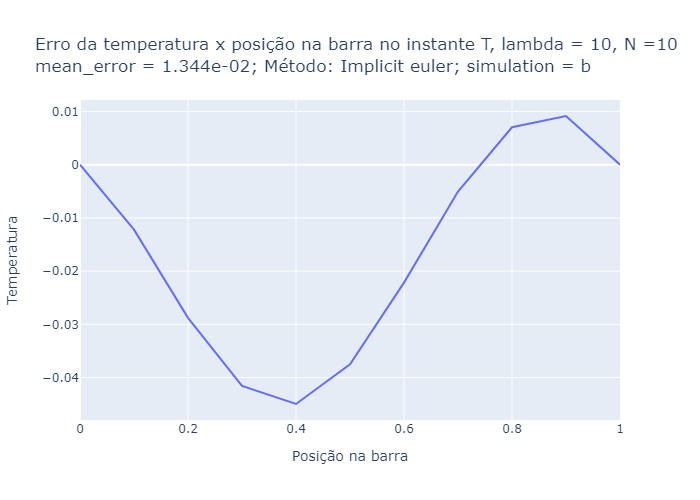 Erro da temperatura x posição na barra no instante T, lambda = 10, N =10
mean_error = 1.344e-02; Método: Implicit euler; simulation = b
0.01
0
−0.01
−0.02
−0.03
−0.04
Temperatura
0 0.2 0.4 0.6 0.8 1
Posição na barra